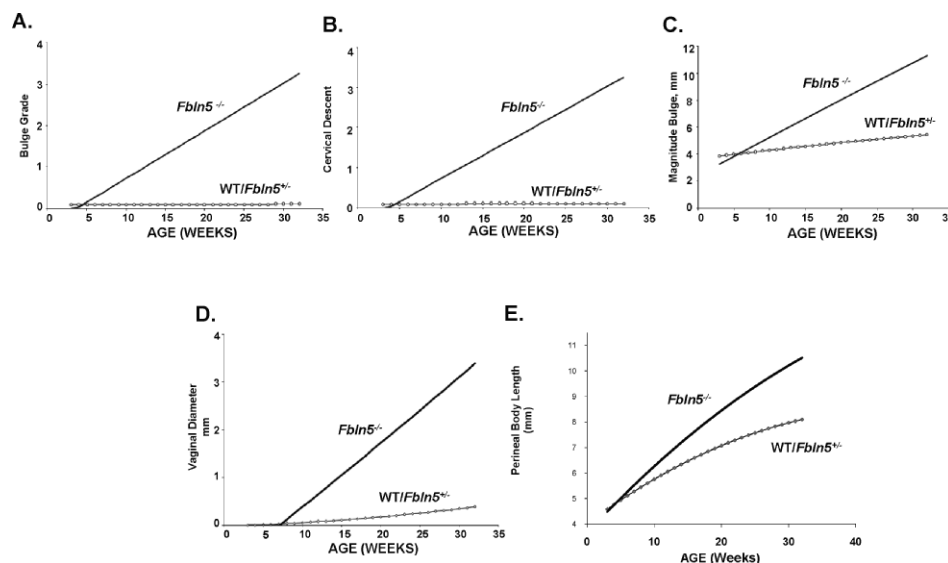 A.
4
3
2
1
0
Bulge Grade
Fbln5 -/-
WT/Fbln5+/-
0 5 10 15 20 25 30 35
AGE (WEEKS)
B.
4
3
2
1
0
Cervical Descent
Fbln5-/-
WT/Fbln5+/-
0 5 10 15 20 25 30 35
AGE (WEEKS)
C.
12
10
8
6
4
2
0
Magnitude Bulge, mm
Fbln5 -/-
WT/Fbln5+/-
0 5 10 15 20 25 30 3
AGE (WEEKS)
D.
4
3
2
1
0
Vaginal Diameter
mm
Fbln5-/-
WT/Fbln5+/-
0 5 10 15 20 25 30 35
AGE (WEEKS)
E.
11
10
9
8
7
6
5
4
Perineal Body Length
(mm)
Fbln5-/-
WT/Fbln5+/-
0 10 20 30 40
AGE (Weeks)